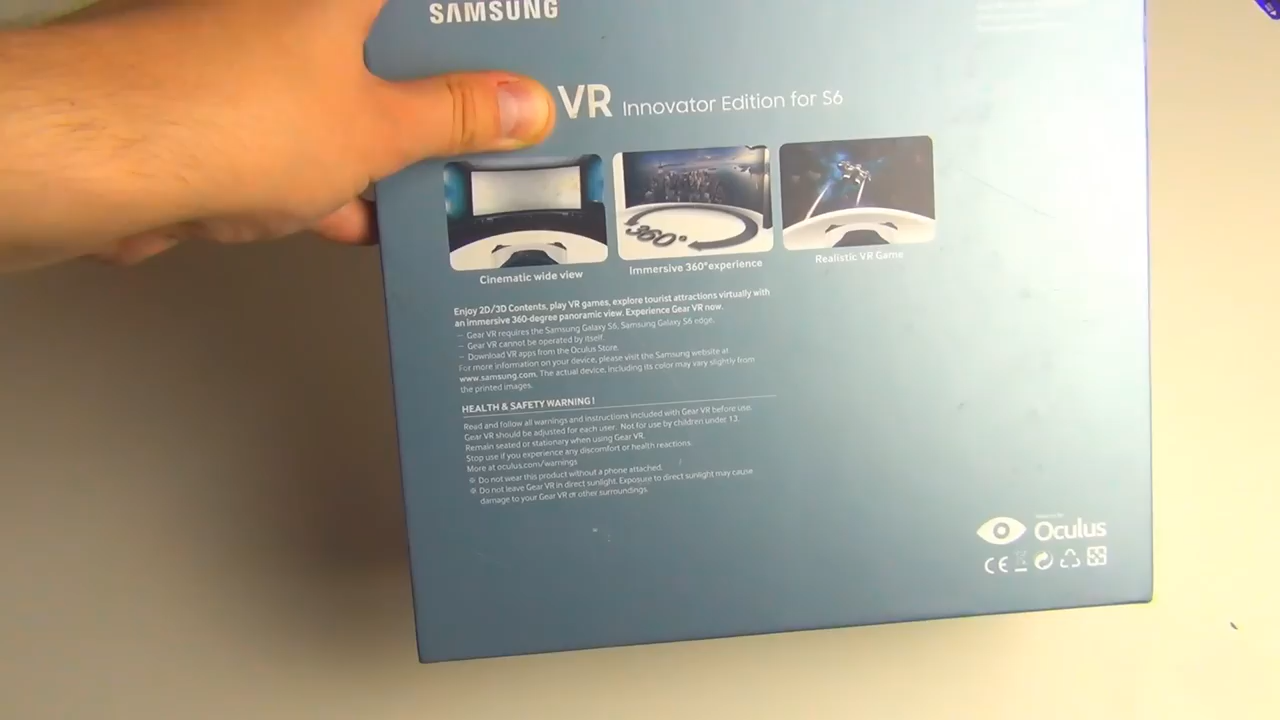 SAMSUNG
VR Innovator Edition for S6
360°
Cinematic wide view
Immersive 360°experience
Realistic VR Game
Enjoy 2D/3D Contents, play VR games, explore tourist attractions virtually with
an immersive 360-degree panoramic view. Experience Gear VR now.
– Gear VR requires the Samsung Galaxy S6, Samsung Galaxy S6 edge.
– Gear VR cannot be operated by itself.
– Download VR apps from the Oculus Store.
For more information on your device, please visit the Samsung website at
www.samsung.com. The actual device, including its color may vary slightly from
the printed images.
HEALTH & SAFETY WARNING!
Read and follow all warnings and instructions included with Gear VR before use.
Gear VR should be adjusted for each user. Not for use by children under 13.
Remain seated or stationary when using Gear VR.
Stop use if you experience any discomfort or health reactions.
More at oculus.com/warnings
※ Do not wear this product without a phone attached.
※ Do not leave Gear VR in direct sunlight. Exposure to direct sunlight may cause
damage to your Gear VR or other surroundings.
Oculus
CE